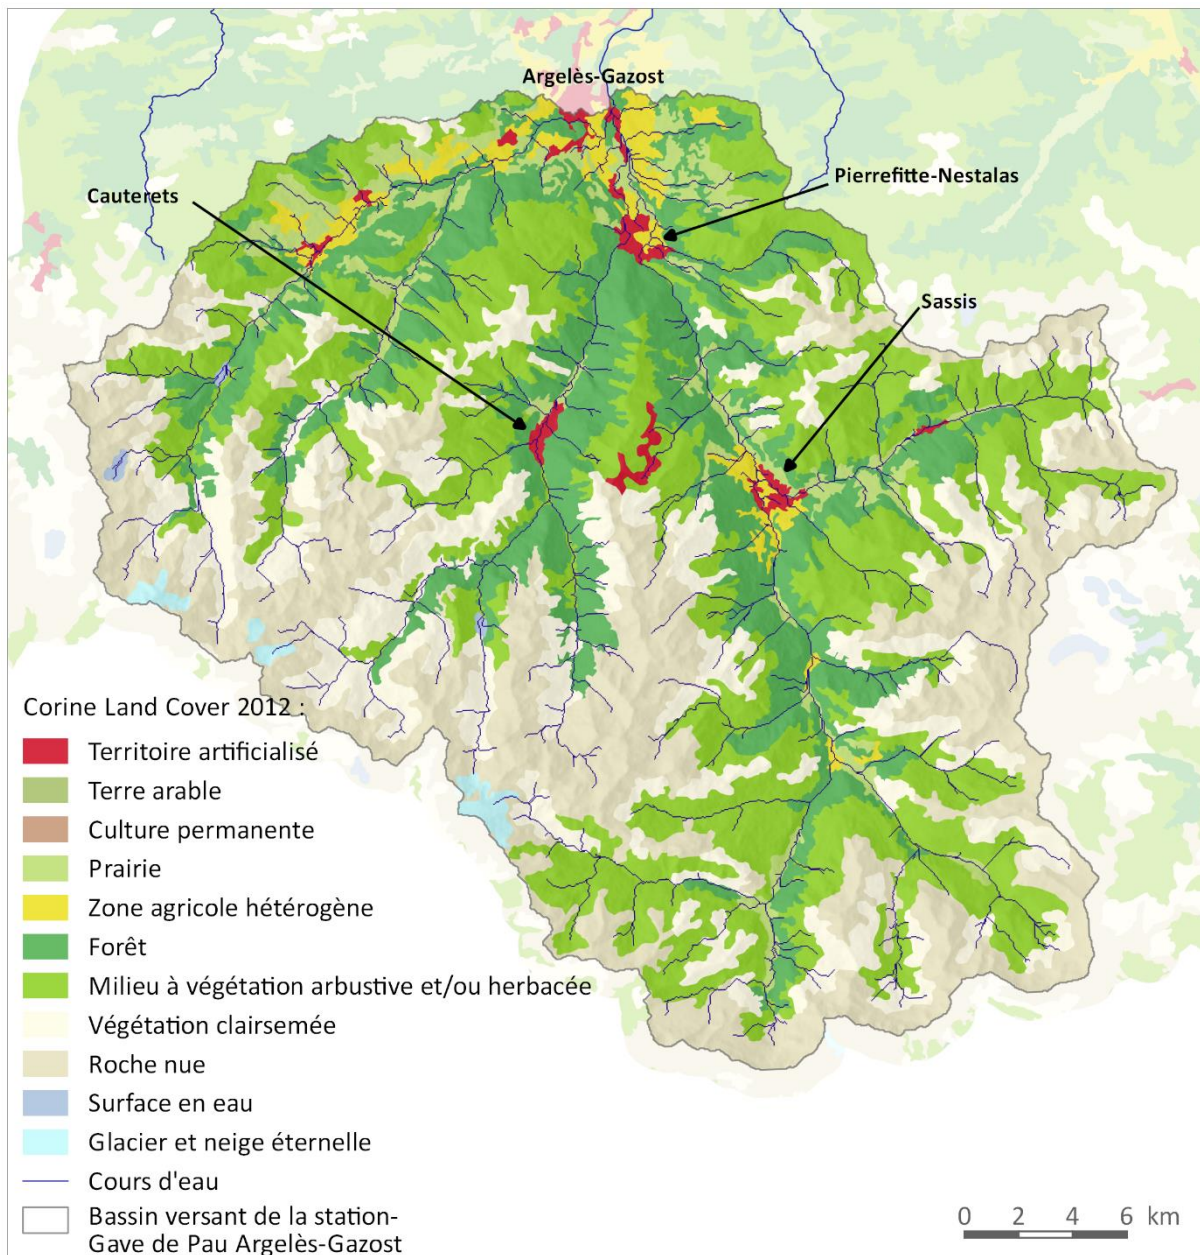 Argelès-Gazost
Pierrefitte-Nestalas
Cauterets
Sassis
Corine Land Cover 2012 :
Territoire artificialisé
Terre arable
Culture permanente
Prairie
Zone agricole hétérogène
Forêt
Milieu à végétation arbustive et/ou herbacée
Végétation clairsemée
Roche nue
Surface en eau
Glacier et neige éternelle
Cours d'eau
Bassin versant de la station-
Gave de Pau Argelès-Gazost
0 2 4 6 km